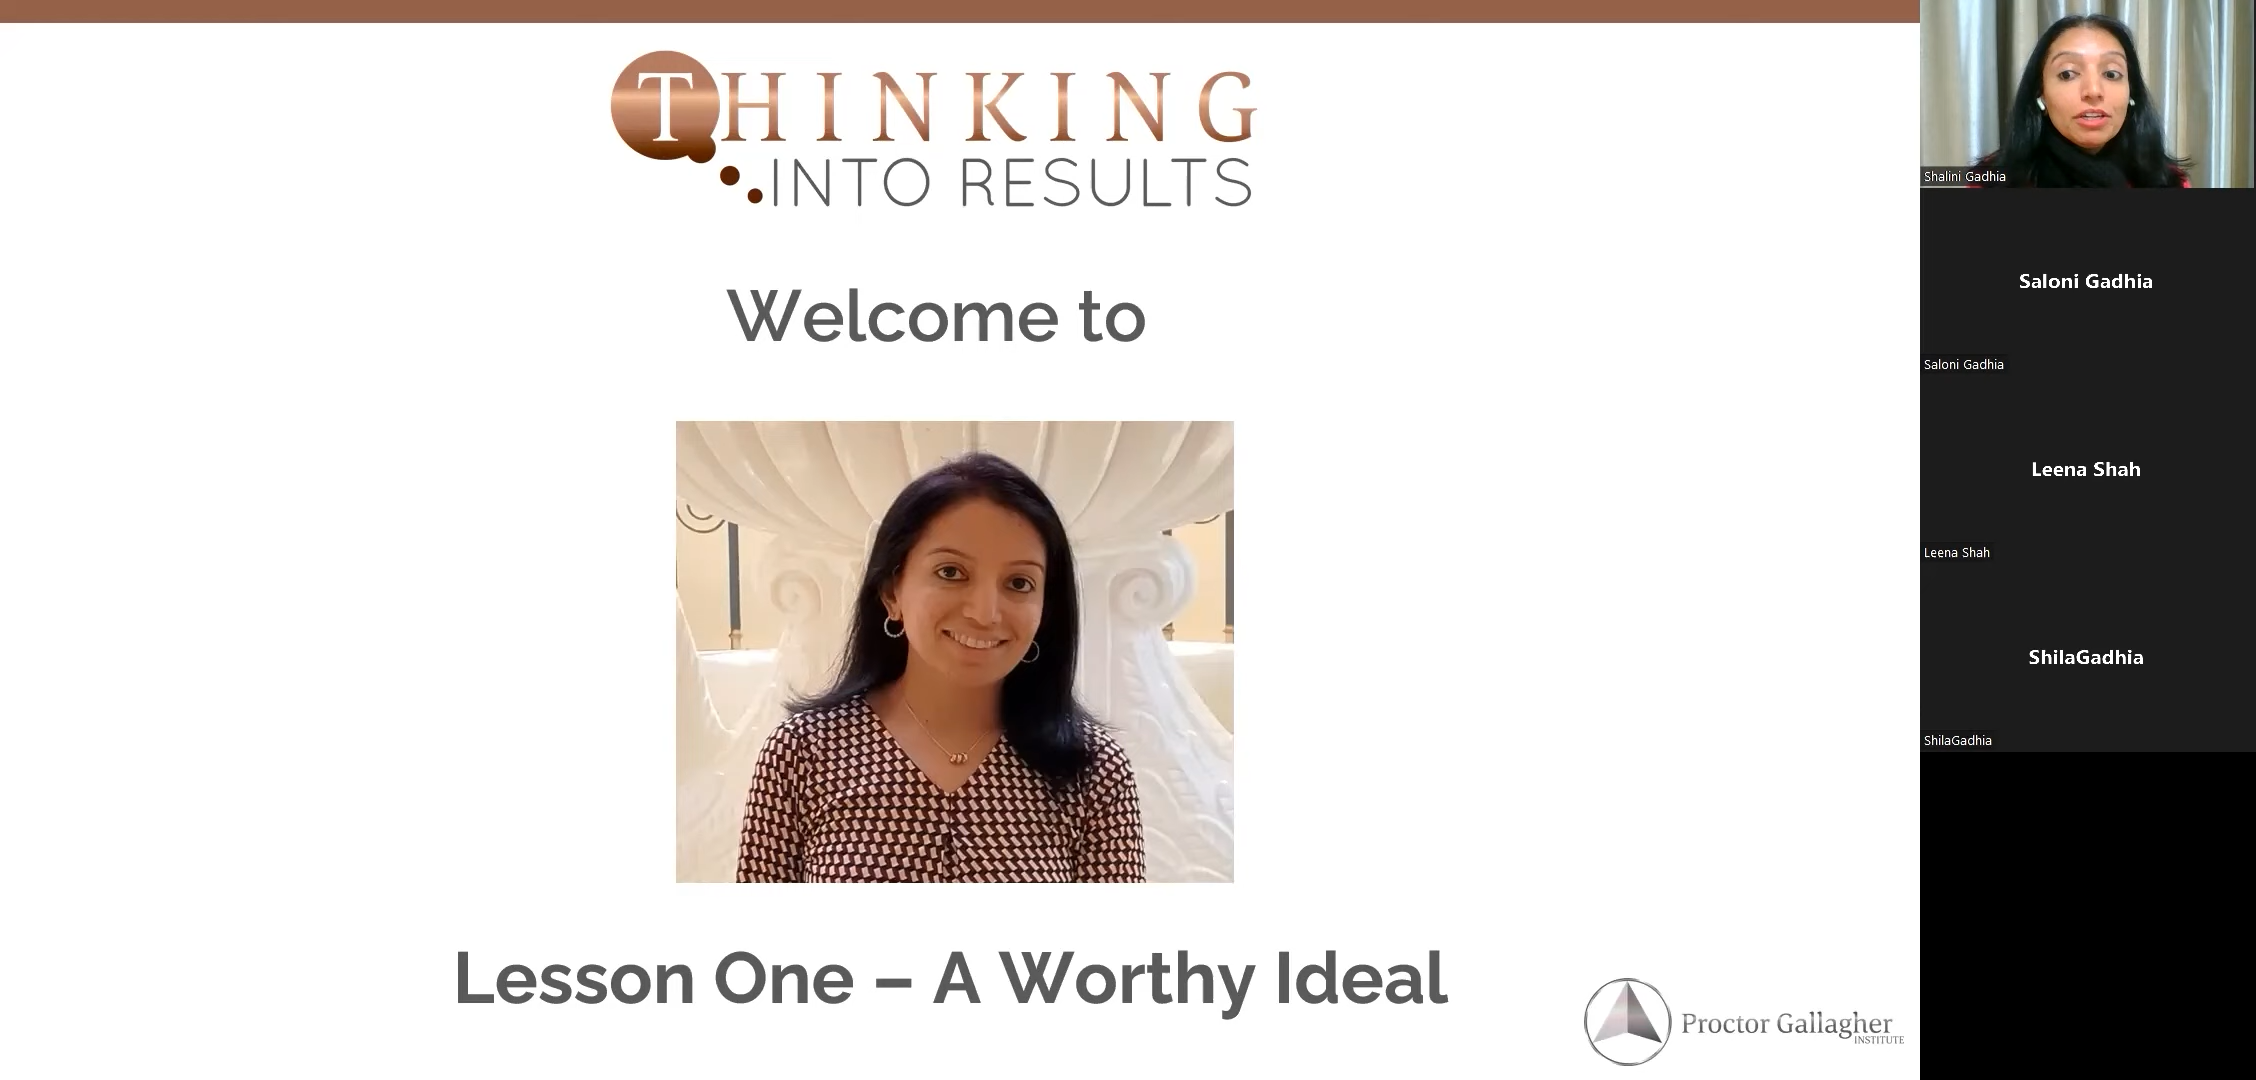 THINKING
INTO RESULTS
Welcome to
Lesson One – A Worthy Ideal
Proctor Gallagher
INSTITUTE
Shalini Gadhia
Saloni Gadhia
Saloni Gadhia
Leena Shah
Leena Shah
ShilaGadhia
ShilaGadhia